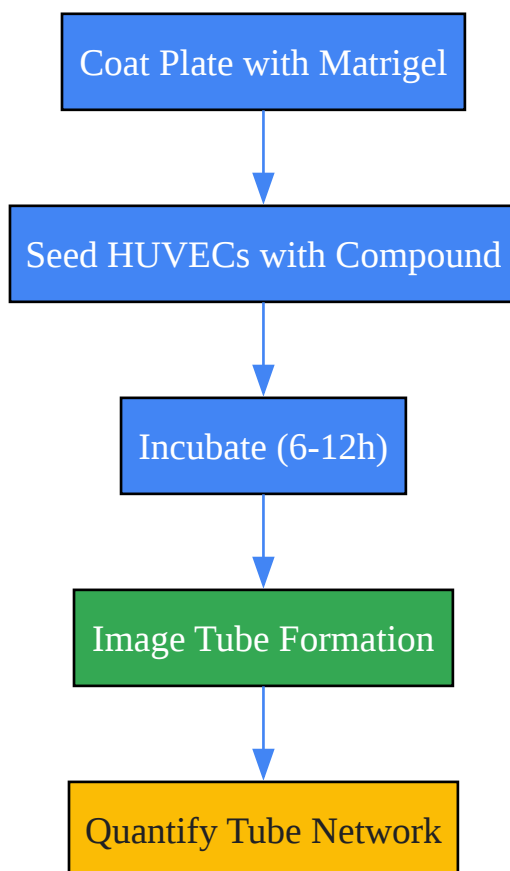 Coat Plate with Matrigel
Seed HUVECs with Compound
Incubate (6-12h)
Image Tube Formation
Quantify Tube Network